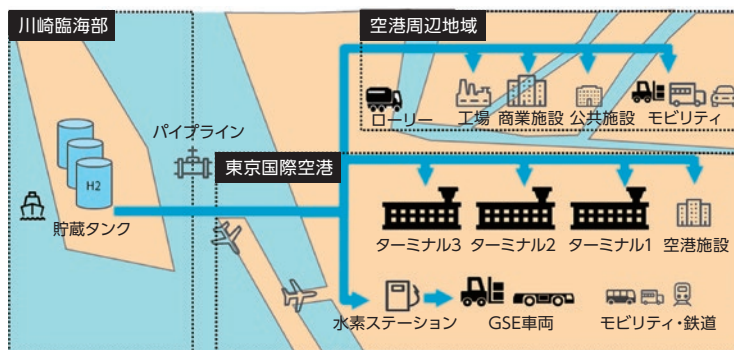 川崎臨海部
空港周辺地域
ローリー
工場
商業施設
公共施設
モビリティ
パイプライン
東京国際空港
H2
貯蔵タンク
ターミナル3
ターミナル2
ターミナル1
空港施設
水素ステーション
GSE車両
モビリティ・鉄道